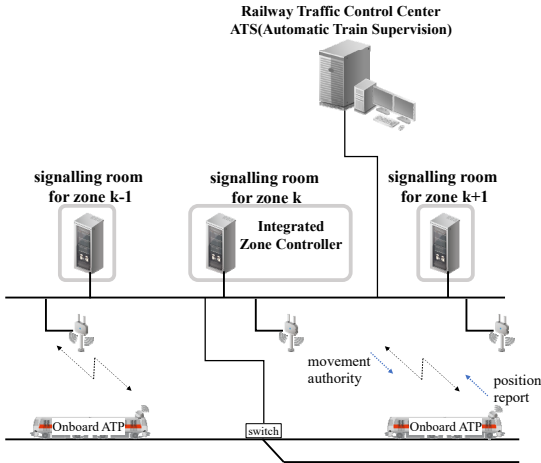 Railway Traffic Control Center
ATS(Automatic Train Supervision)
signalling room
for zone k-1
signalling room
for zone k
signalling room
for zone k+1
Integrated
Zone Controller
movement
authority
position
report
Onboard ATP
switch
Onboard ATP